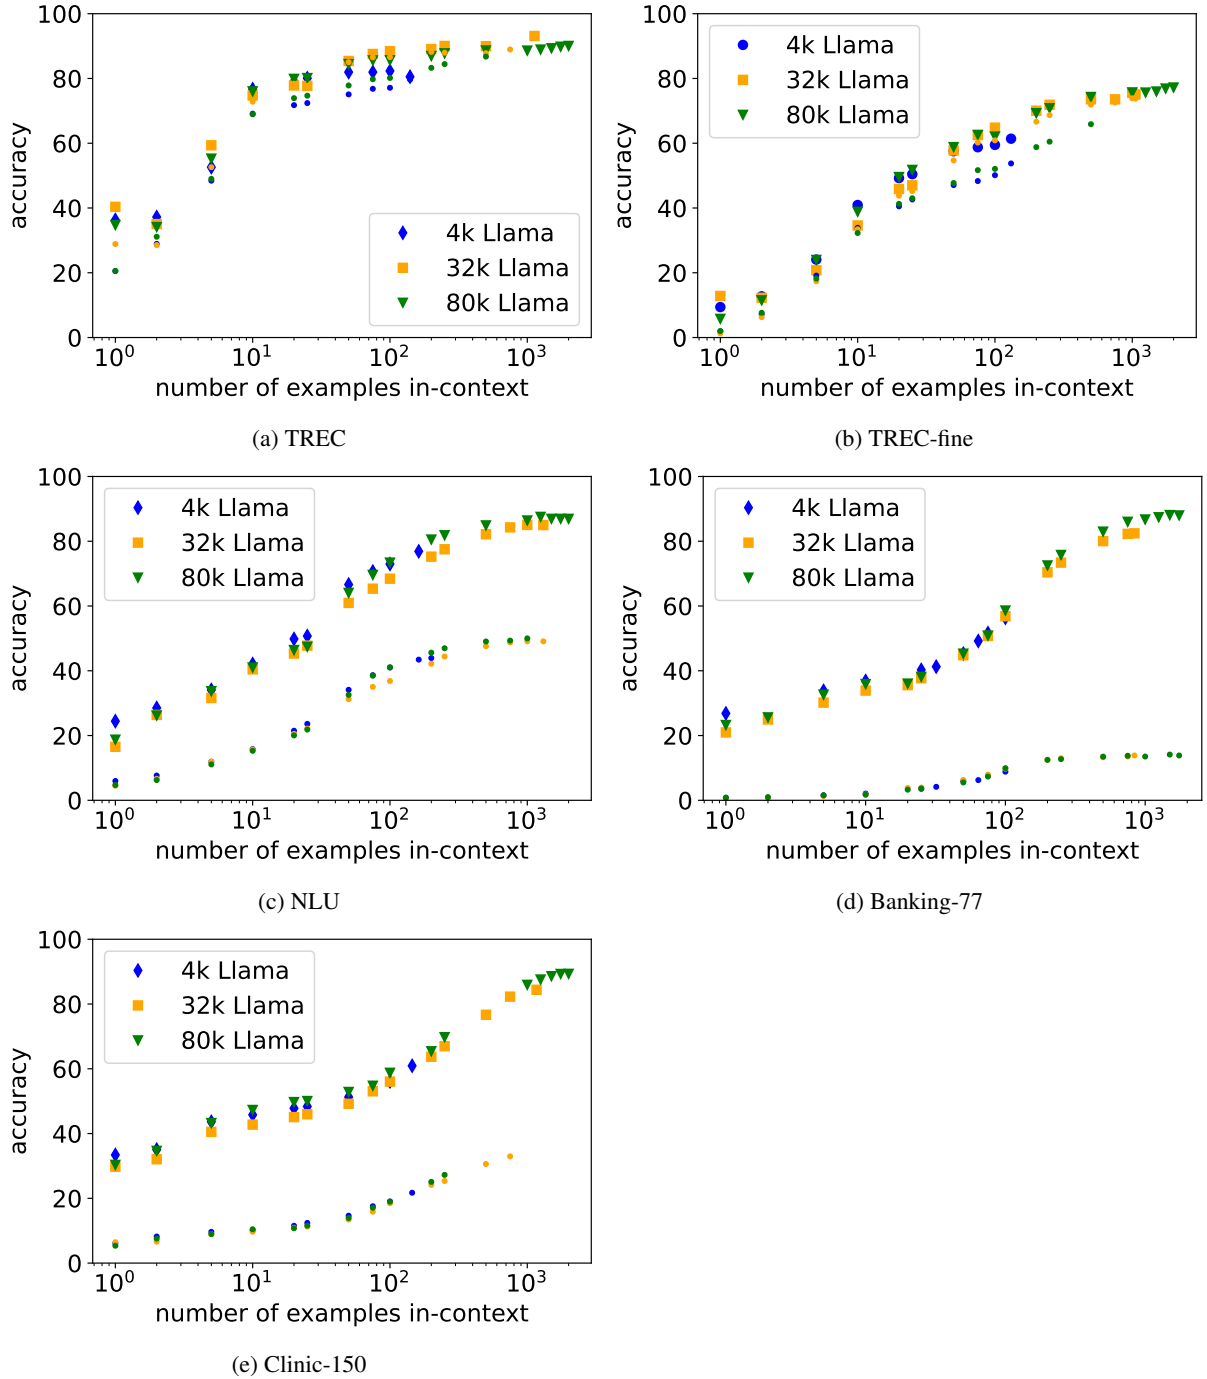 100
80
60
40
20
0
accuracy
4k Llama
32k Llama
80k Llama
10^0 10^1 10^2 10^3
number of examples in-context
(a) TREC
100
80
60
40
20
0
accuracy
4k Llama
32k Llama
80k Llama
10^0 10^1 10^2 10^3
number of examples in-context
(b) TREC-fine
100
80
60
40
20
0
accuracy
4k Llama
32k Llama
80k Llama
10^0 10^1 10^2 10^3
number of examples in-context
(c) NLU
100
80
60
40
20
0
accuracy
4k Llama
32k Llama
80k Llama
10^0 10^1 10^2 10^3
number of examples in-context
(d) Banking-77
100
80
60
40
20
0
accuracy
4k Llama
32k Llama
80k Llama
10^0 10^1 10^2 10^3
number of examples in-context
(e) Clinic-150